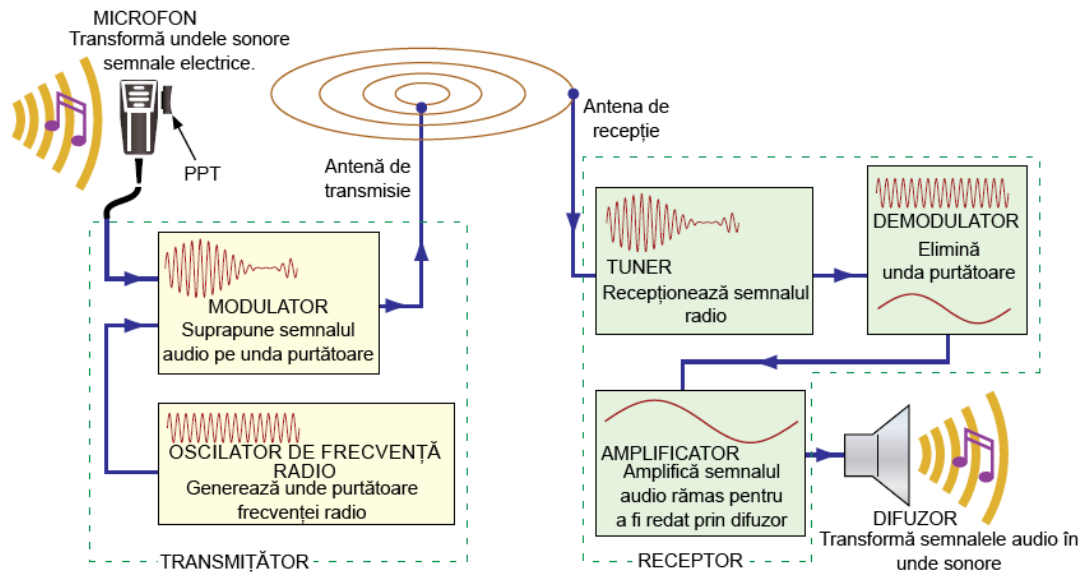 MICROFON
Transformă undele sonore
semnale electrice.
PPT
Antenă de
transmisie
Antena de
recepție
MODULATOR
Suprapune semnalul
audio pe unda purtătoare
OSCILATOR DE FRECVENȚĂ
RADIO
Generează unde purtătoare
frecvenței radio
TRANSMIȚĂTOR
TUNER
Recepționează semnalul
radio
DEMODULATOR
Elimină
unda purtătoare
AMPLIFICATOR
Amplifică semnalul
audio rămas pentru
a fi redat prin difuzor
DIFUZOR
Transformă semnalele audio în
unde sonore
RECEPTOR